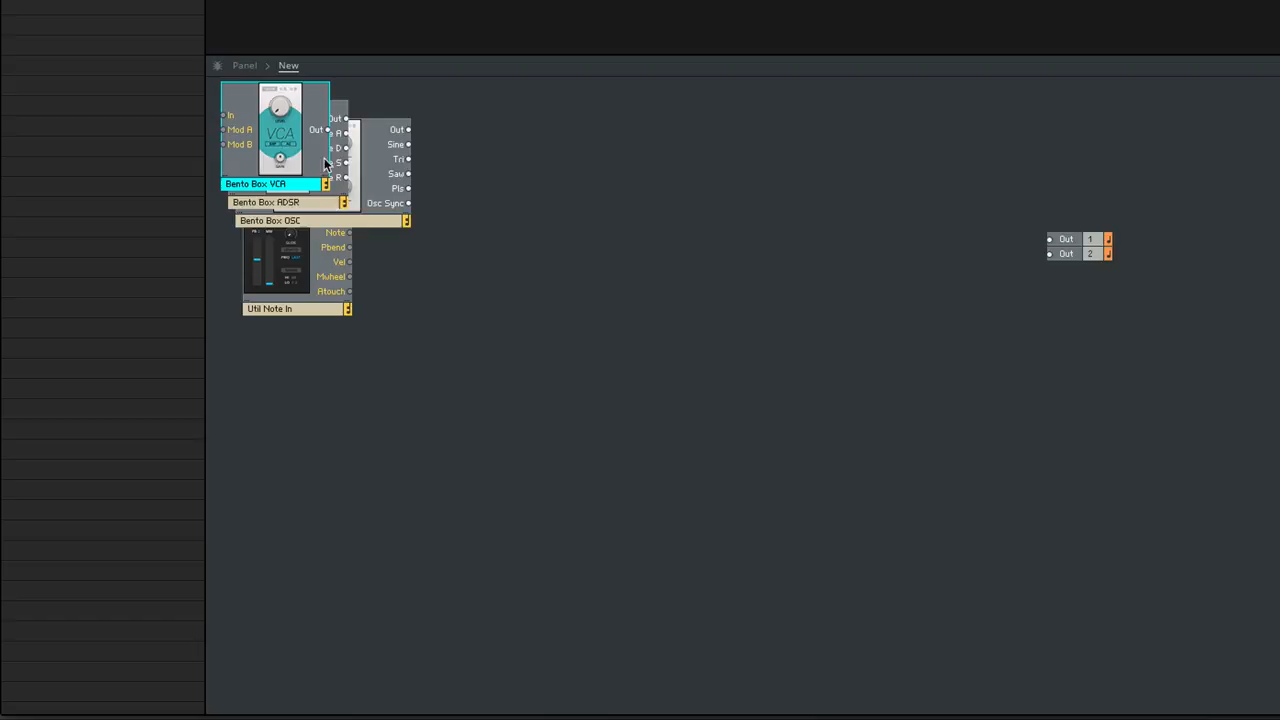 Panel > New
In
Mod A
Mod B
VCA
Out
Bento Box VCA
Out
A
D
S
R
Bento Box ADSR
Out
Sine
Tri
Saw
Pls
Osc Sync
Bento Box OSC
Note
Pbend
Vel
Mwheel
Atouch
Util Note In
Out 1
Out 2